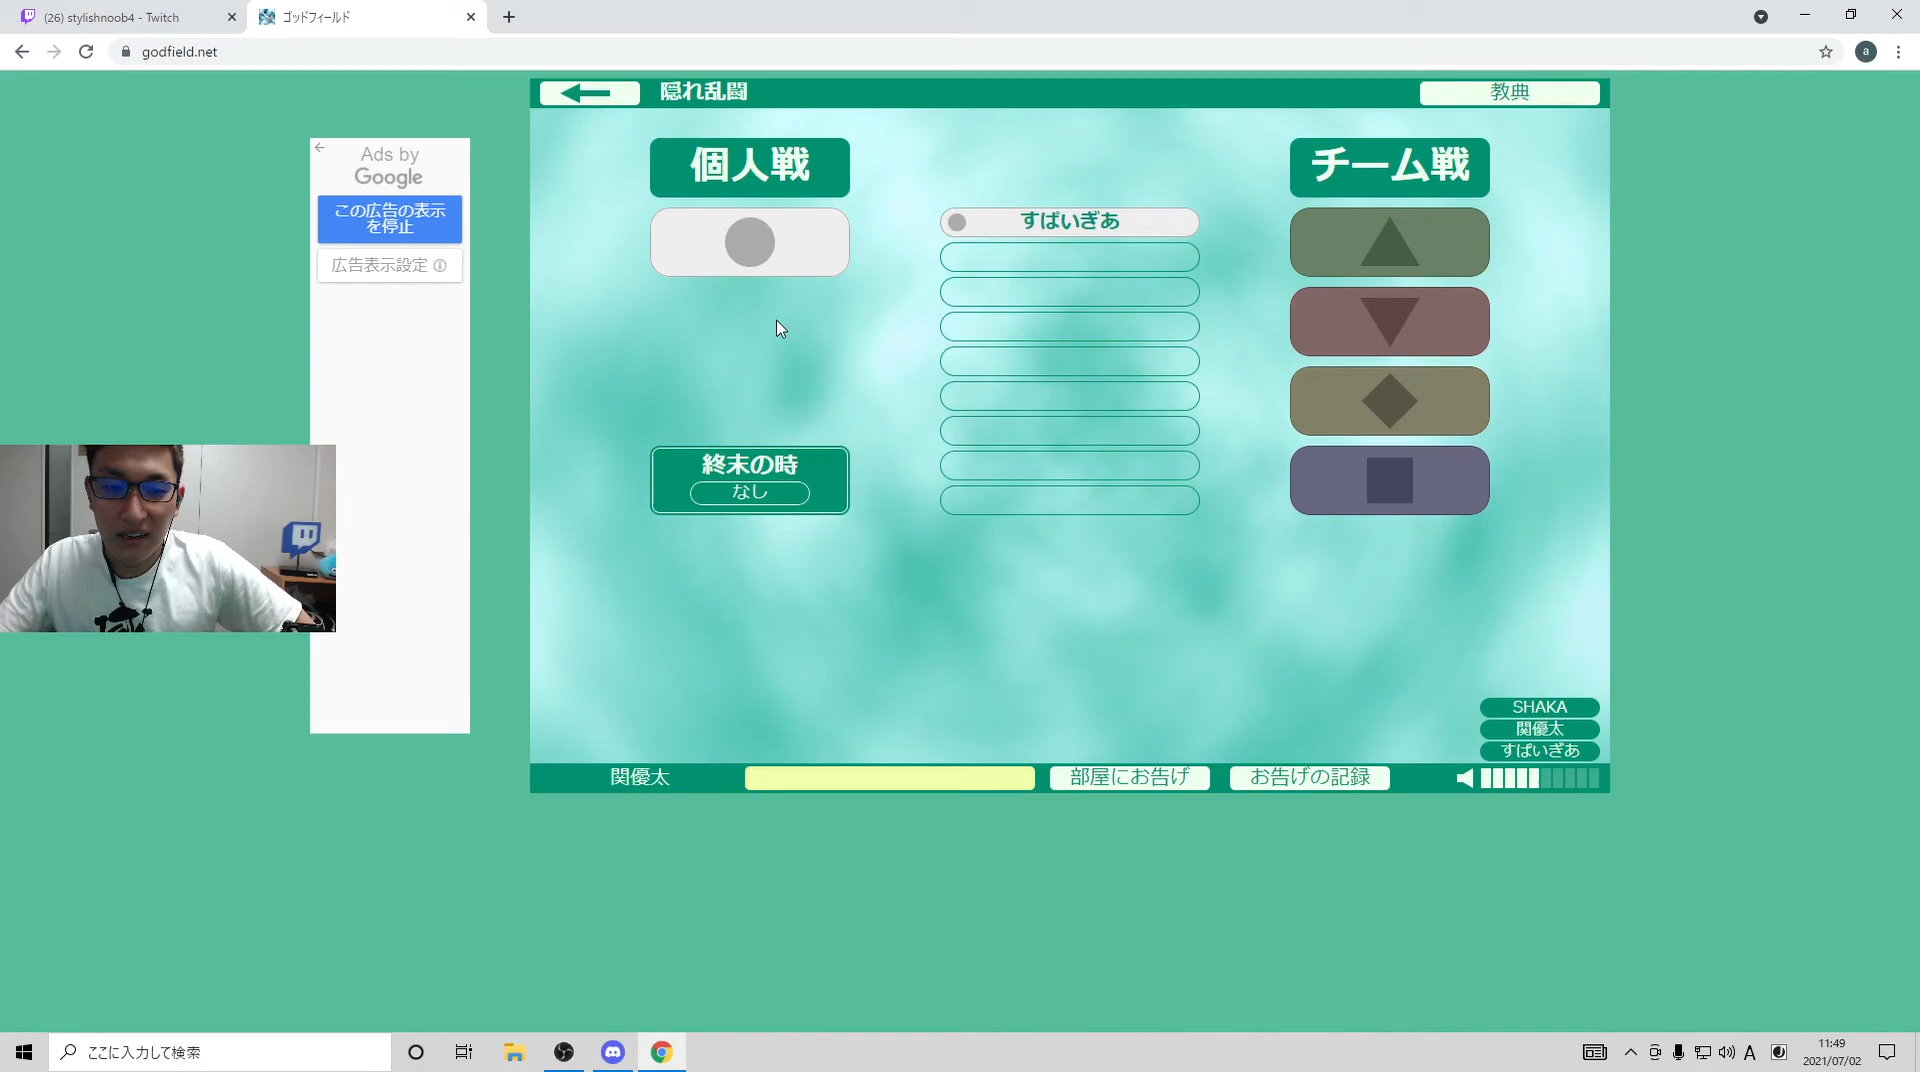 (26) stylishnoob4 - Twitch
ゴッドフィールド
godfield.net
a
隠れ乱闘
教典
Ads by
Google
この広告の表示
を停止
広告表示設定
個人戦
チーム戦
すぱいぎあ
終末の時
なし
SHAKA
関優太
すぱいぎあ
関優太
部屋にお告げ
お告げの記録
ここに入力して検索
A
11:49
2021/07/02